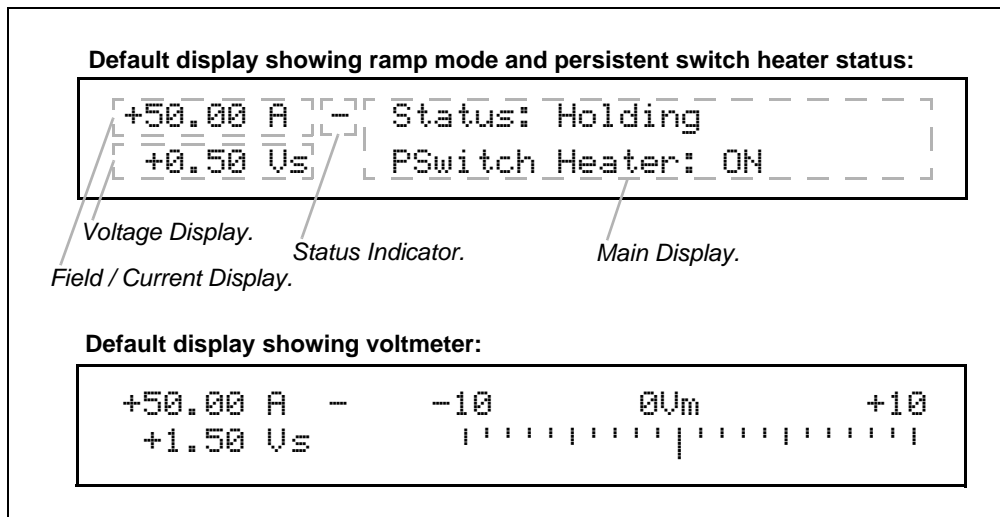 Default display showing ramp mode and persistent switch heater status:
+50.00 A - Status: Holding
+0.50 Vs PSwitch Heater: ON
Voltage Display.
Status Indicator.
Main Display.
Field / Current Display.
Default display showing voltmeter:
+50.00 A - -10 0Vm +10
+1.50 Vs